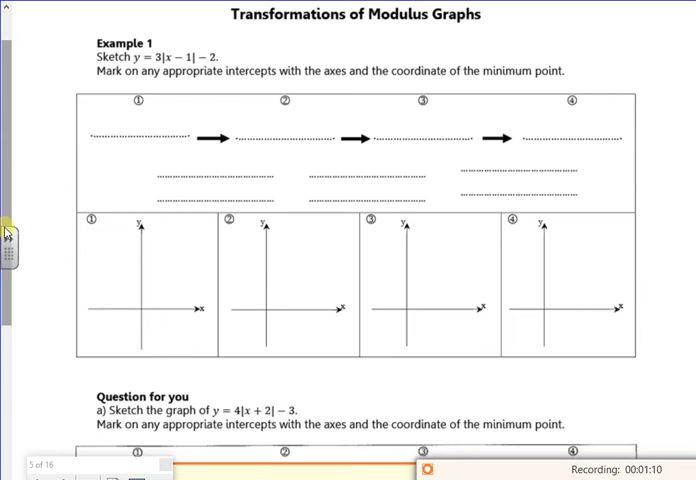 Transformations of Modulus Graphs
Example 1
Sketch y = 3|x − 1| − 2.
Mark on any appropriate intercepts with the axes and the coordinate of the minimum point.
① ② ③ ④
① y x ② y x ③ y x ④ y x
Question for you
a) Sketch the graph of y = 4|x + 2| − 3.
Mark on any appropriate intercepts with the axes and the coordinate of the minimum point.
① ② ③ ④
5 of 16
Recording: 00:01:10